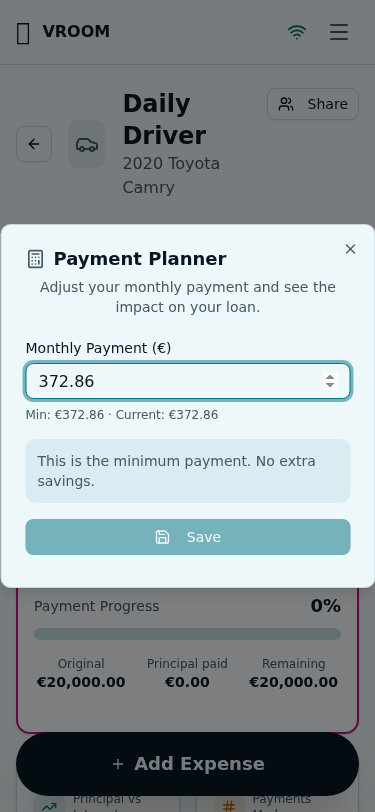 VROOM
Daily
Driver
Share
2020 Toyota
Camry
Payment Planner
Adjust your monthly payment and see the
impact on your loan.
Monthly Payment (€)
372.86
Min: €372.86 · Current: €372.86
This is the minimum payment. No extra
savings.
Save
Payment Progress 0%
Original Principal paid Remaining
€20,000.00 €0.00 €20,000.00
+ Add Expense
Principal vs Payments